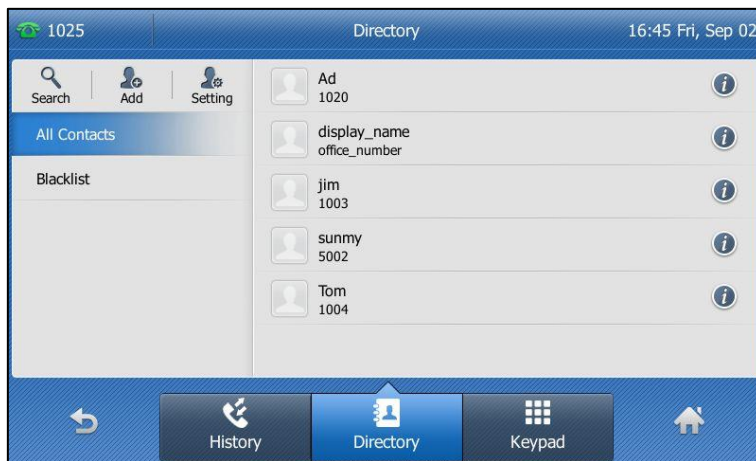 1025 Directory 16:45 Fri, Sep 02
Search Add Setting
All Contacts
Blacklist
Ad
1020
display_name
office_number
jim
1003
sunmy
5002
Tom
1004
History Directory Keypad